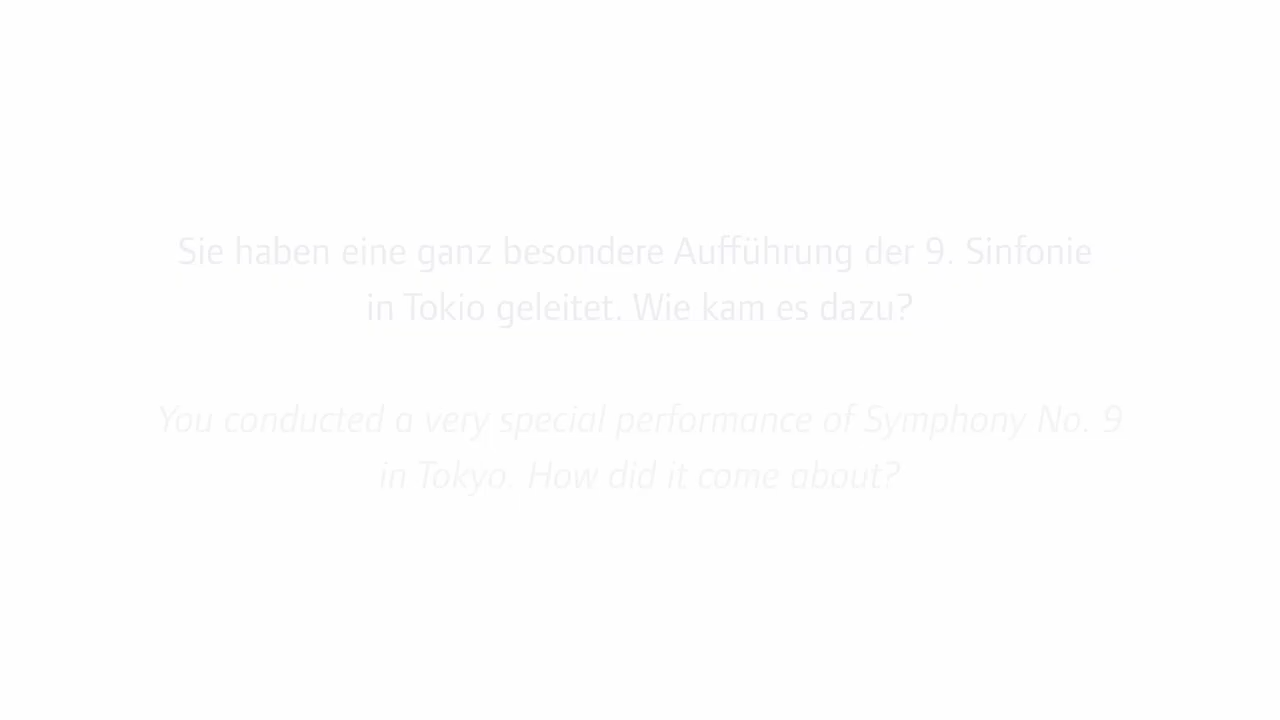 Sie haben eine ganz besondere Aufführung der 9. Sinfonie
in Tokio geleitet. Wie kam es dazu?
You conducted a very special performance of Symphony No. 9
in Tokyo. How did it come about?